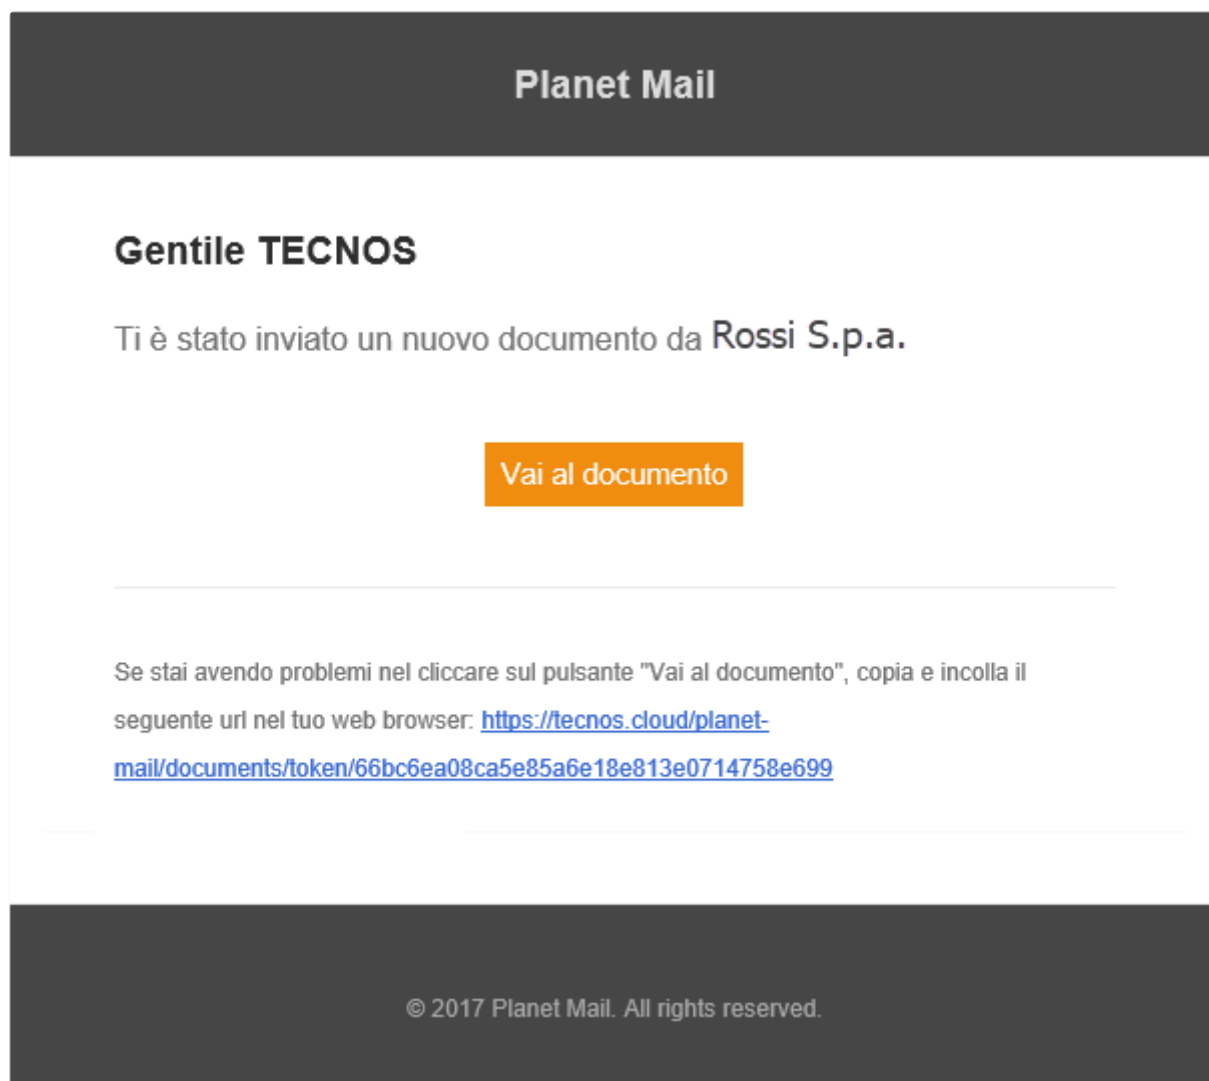 Planet Mail
Gentile TECNOS
Ti è stato inviato un nuovo documento da Rossi S.p.a.
Vai al documento
Se stai avendo problemi nel cliccare sul pulsante "Vai al documento", copia e incolla il
seguente url nel tuo web browser: https://tecnos.cloud/planet-
mail/documents/token/66bc6ea08ca5e85a6e18e813e0714758e699
© 2017 Planet Mail. All rights reserved.